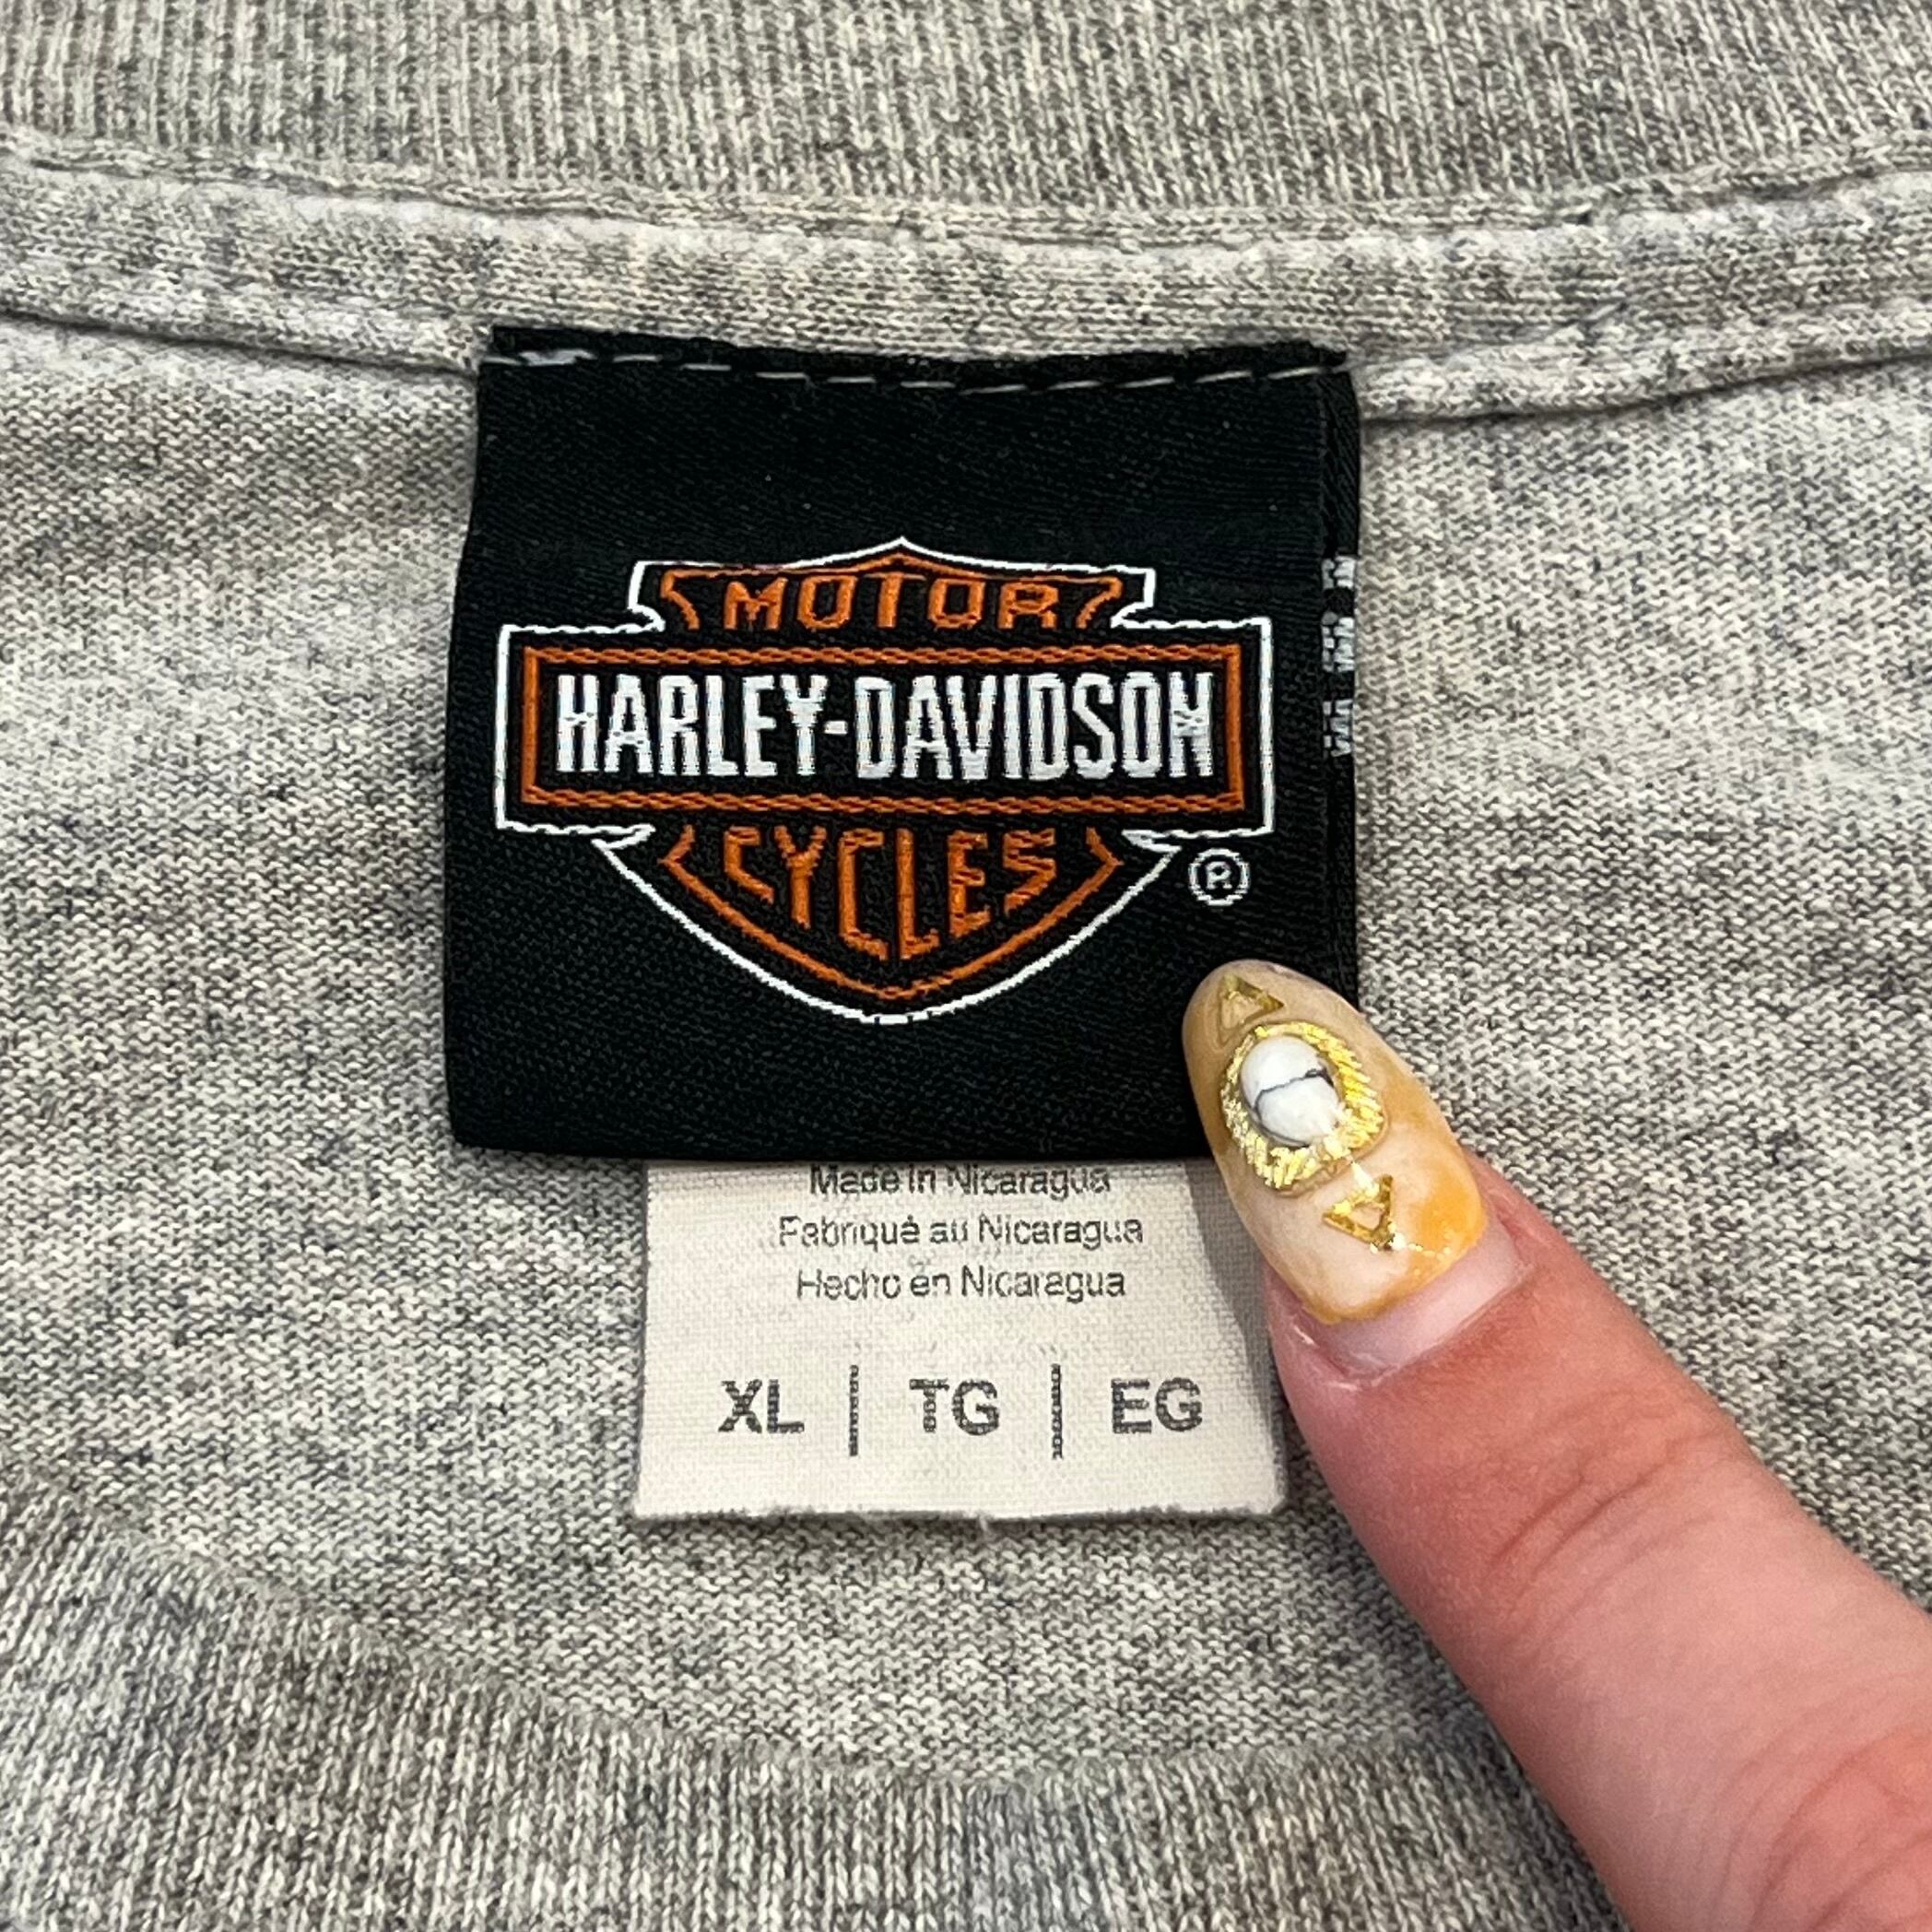 MOTOR
HARLEY-DAVIDSON
CYCLES
®
Made in Nicaragua
Fabriqué au Nicaragua
Hecho en Nicaragua
XL | TG | EG